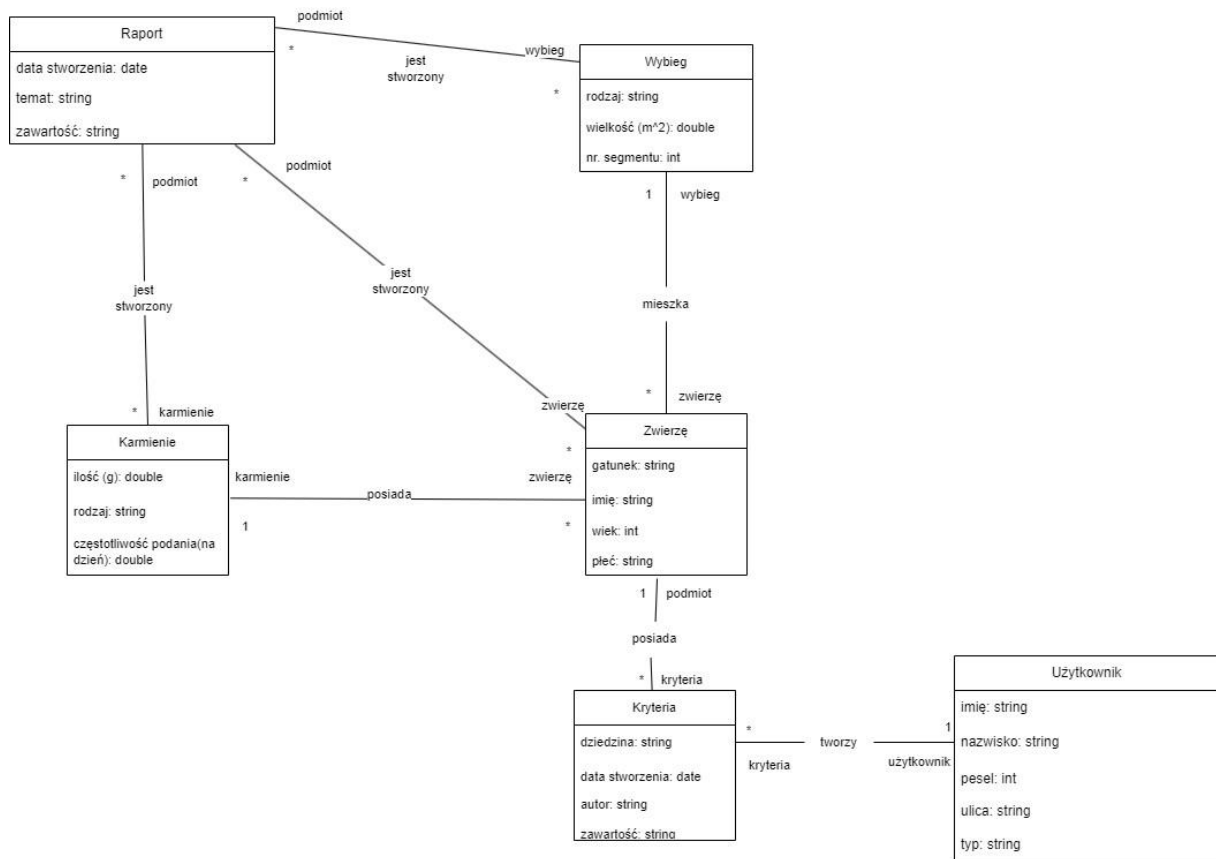 Raport
data stworzenia: date
temat: string
zawartość: string
podmiot
*
jest
stworzony
wybieg
*
Wybieg
rodzaj: string
wielkość (m^2): double
nr. segmentu: int
*
podmiot
*
podmiot
1
wybieg
jest
stworzony
jest
stworzony
mieszka
*
karmienie
zwierzę
*
*
zwierzę
Karmienie
ilość (g): double
rodzaj: string
częstotliwość podania(na
dzień): double
karmienie
1
posiada
zwierzę
*
Zwierzę
gatunek: string
imię: string
wiek: int
płeć: string
1
podmiot
posiada
*
kryteria
Kryteria
dziedzina: string
data stworzenia: date
autor: string
zawartość: string
*
kryteria
tworzy
1
użytkownik
Użytkownik
imię: string
nazwisko: string
pesel: int
ulica: string
typ: string